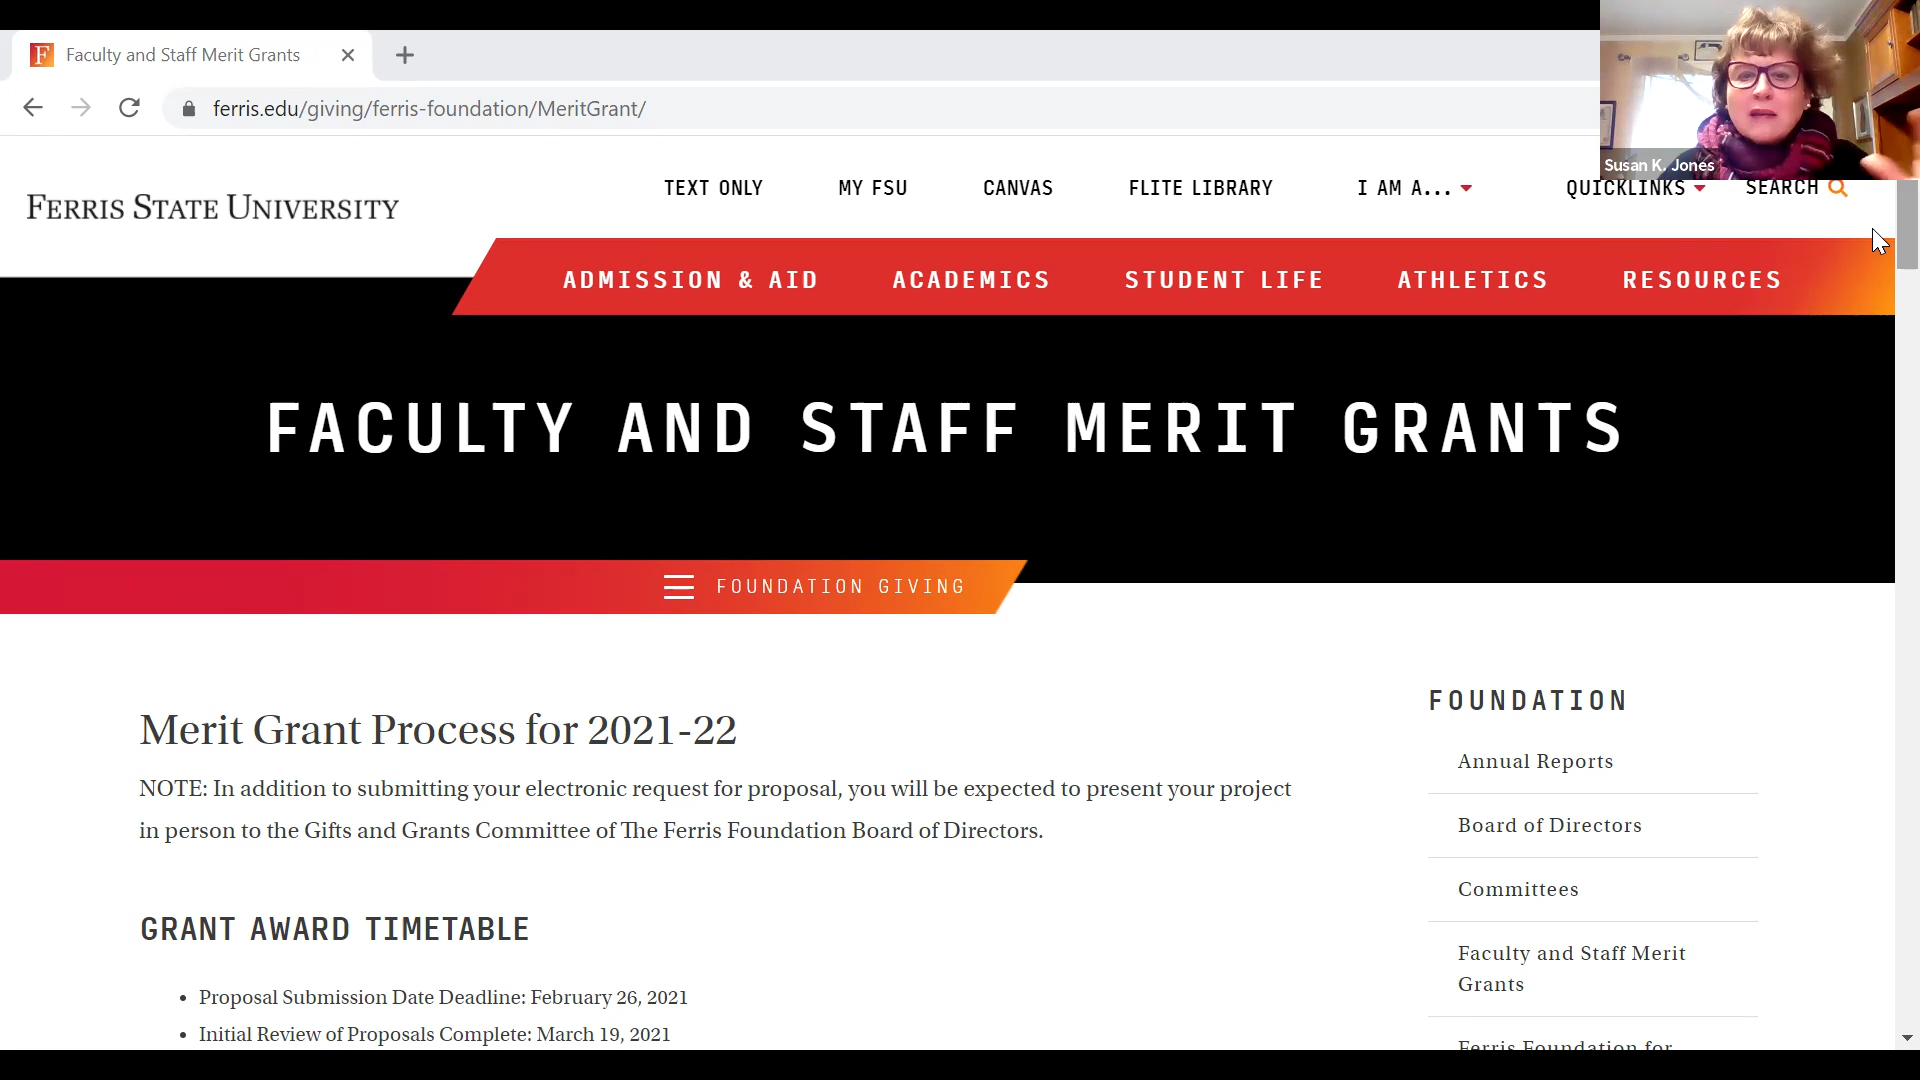 Faculty and Staff Merit Grants
ferris.edu/giving/ferris-foundation/MeritGrant/
Susan K. Jones
FERRIS STATE UNIVERSITY
TEXT ONLY
MY FSU
CANVAS
FLITE LIBRARY
I AM A...
QUICKLINKS
SEARCH
ADMISSION & AID
ACADEMICS
STUDENT LIFE
ATHLETICS
RESOURCES
FACULTY AND STAFF MERIT GRANTS
FOUNDATION GIVING
Merit Grant Process for 2021-22
NOTE: In addition to submitting your electronic request for proposal, you will be expected to present your project
in person to the Gifts and Grants Committee of The Ferris Foundation Board of Directors.
GRANT AWARD TIMETABLE
• Proposal Submission Date Deadline: February 26, 2021
• Initial Review of Proposals Complete: March 19, 2021
FOUNDATION
Annual Reports
Board of Directors
Committees
Faculty and Staff Merit
Grants
Ferris Foundation for